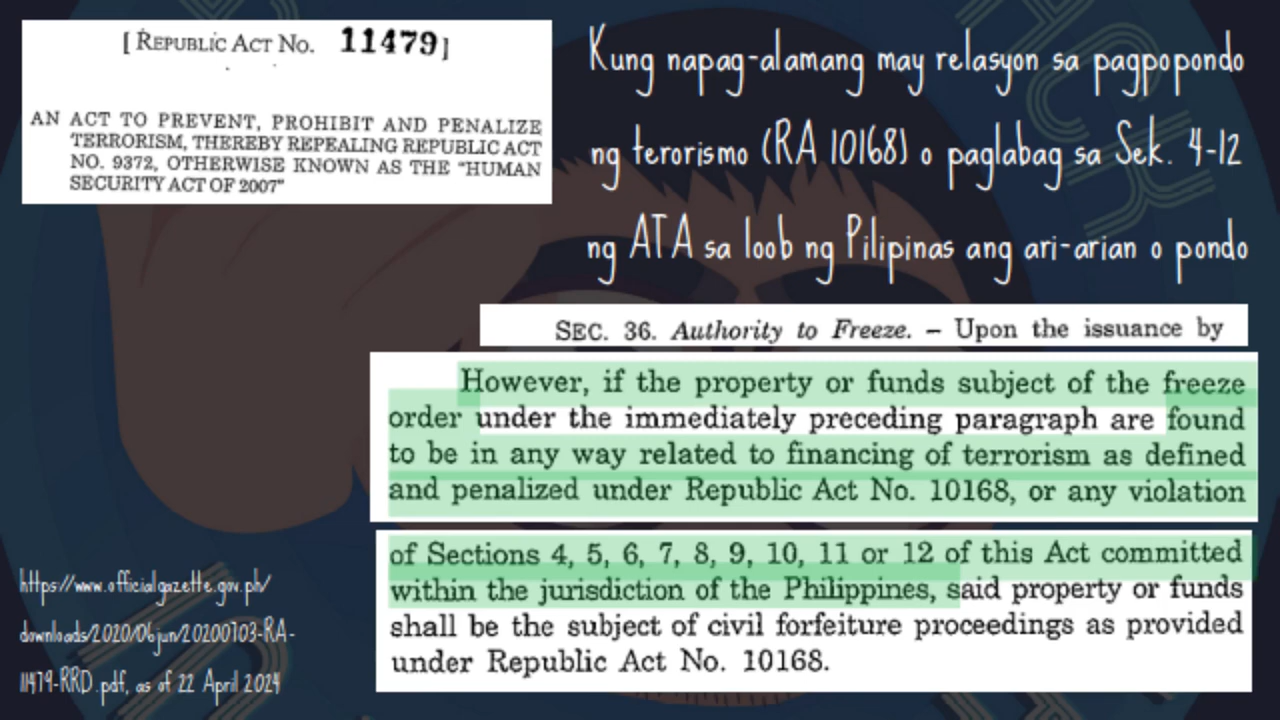 [ REPUBLIC ACT NO. 11479 ]
AN ACT TO PREVENT, PROHIBIT AND PENALIZE
TERRORISM, THEREBY REPEALING REPUBLIC ACT
NO. 9372, OTHERWISE KNOWN AS THE "HUMAN
SECURITY ACT OF 2007"
Kung napag-alamang may relasyon sa pagpopondo
ng terorismo (RA 10168) o paglabag sa Sek. 4-12
ng ATA sa loob ng Pilipinas ang ari-arian o pondo
SEC. 36. Authority to Freeze. – Upon the issuance by
However, if the property or funds subject of the freeze
order under the immediately preceding paragraph are found
to be in any way related to financing of terrorism as defined
and penalized under Republic Act No. 10168, or any violation
of Sections 4, 5, 6, 7, 8, 9, 10, 11 or 12 of this Act committed
within the jurisdiction of the Philippines, said property or funds
shall be the subject of civil forfeiture proceedings as provided
under Republic Act No. 10168.
https://www.officialgazette.gov.ph/
downloads/2020/06jun/20200703-RA-
11479-RRD.pdf, as of 22 April 2024